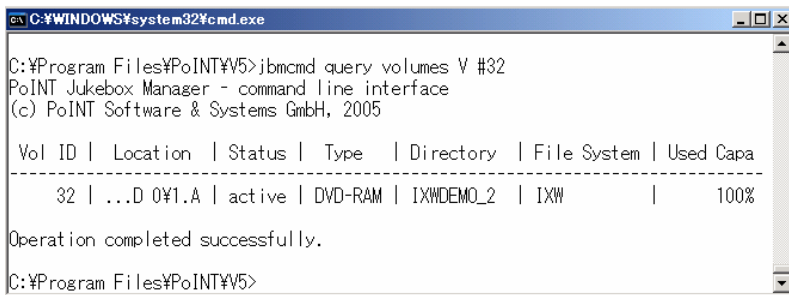 C:¥WINDOWS¥system32¥cmd.exe
C:¥Program Files¥PoINT¥V5>jbmcmd query volumes V #32
PoINT Jukebox Manager - command line interface
(c) PoINT Software & Systems GmbH, 2005
Vol ID | Location | Status | Type | Directory | File System | Used Capa
--------------------------------------------------------------------------------
32 | ...D 0¥1.A | active | DVD-RAM | IXWDEMO_2 | IXW | 100%
Operation completed successfully.
C:¥Program Files¥PoINT¥V5>